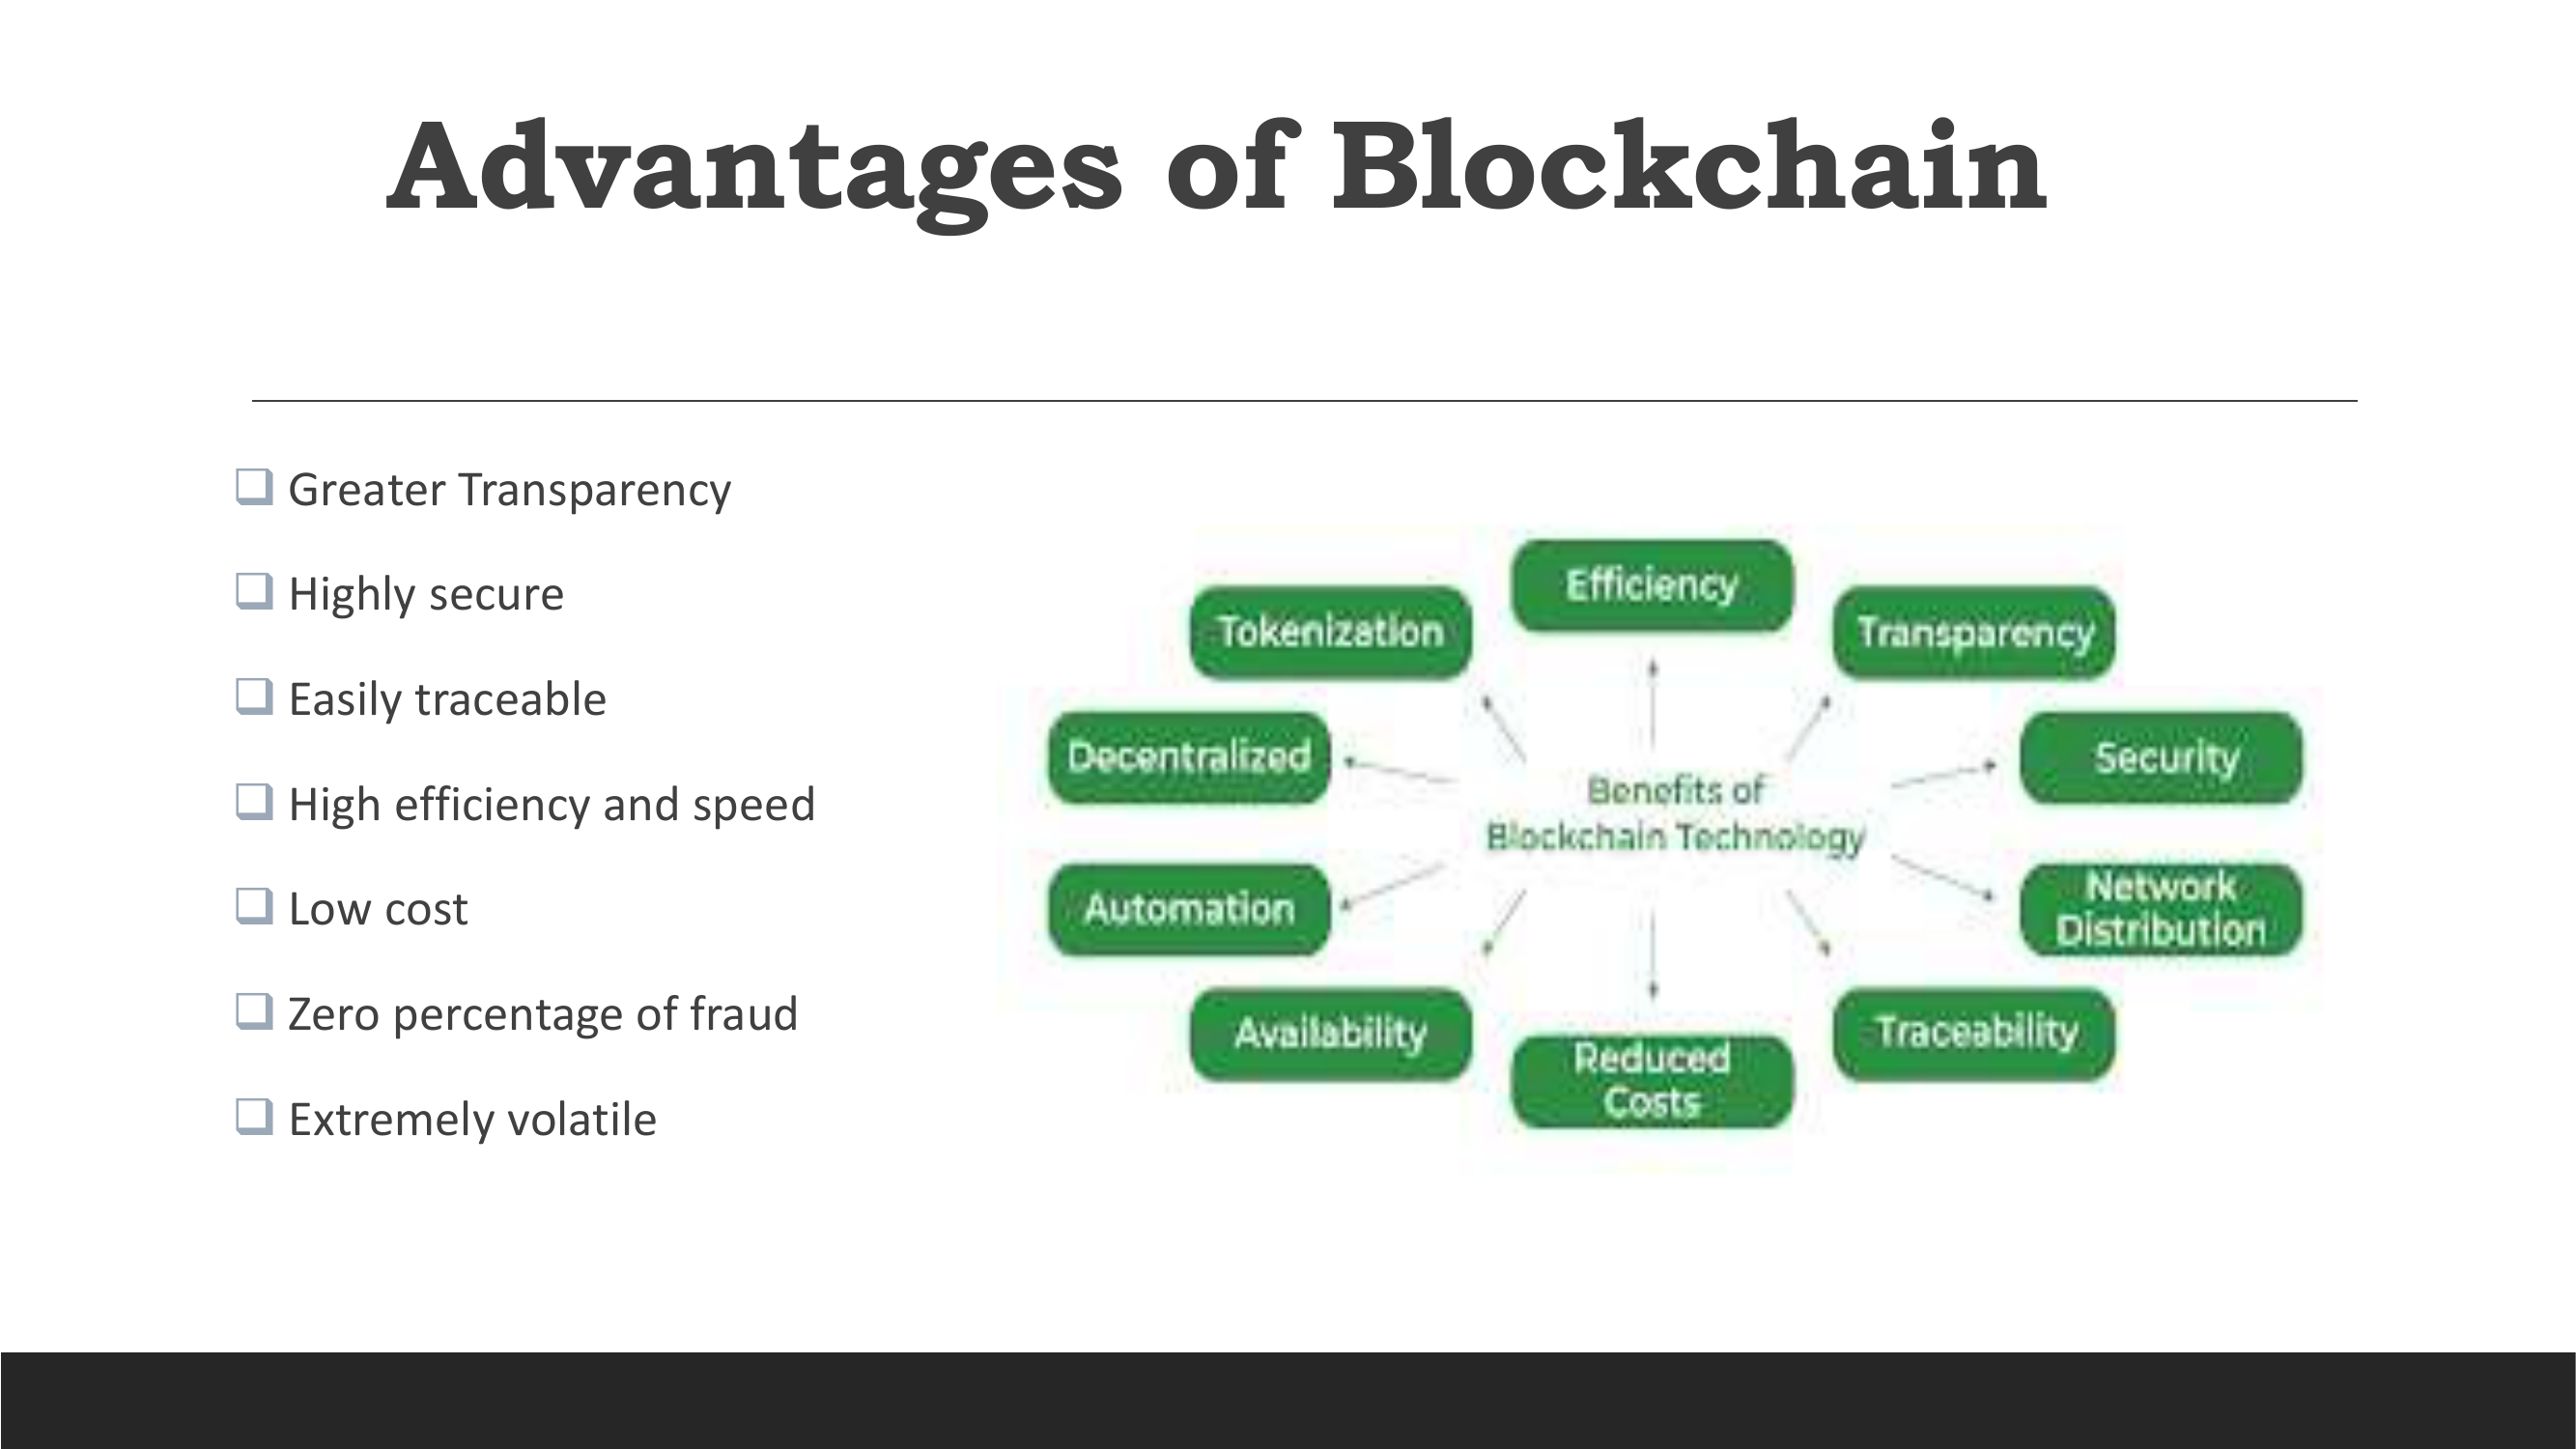 Advantages of Blockchain
Greater Transparency
Highly secure
Easily traceable
High efficiency and speed
Low cost
Zero percentage of fraud
Extremely volatile
Efficiency
Tokenization
Transparency
Decentralized
Security
Benefits of
Blockchain Technology
Automation
Network
Distribution
Availability
Reduced
Costs
Traceability